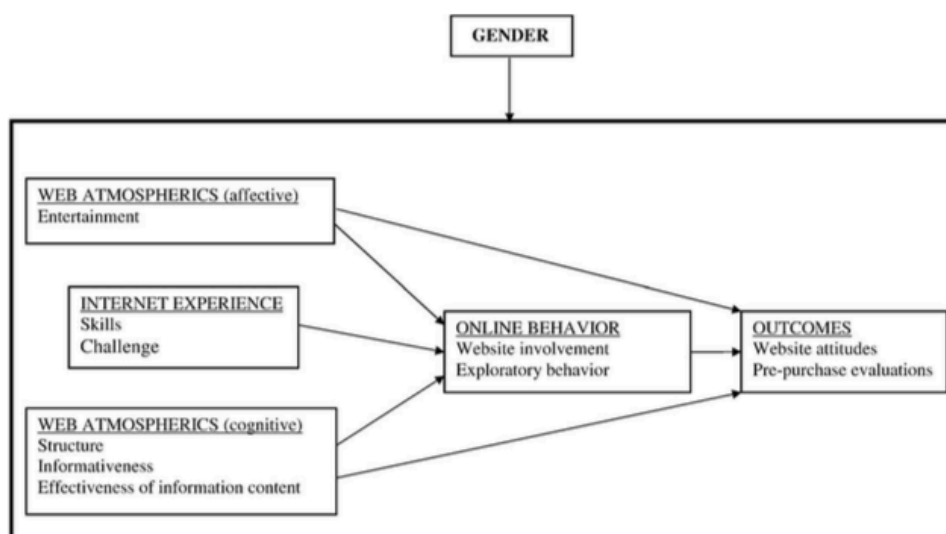 GENDER
WEB ATMOSPHERICS (affective)
Entertainment
INTERNET EXPERIENCE
Skills
Challenge
ONLINE BEHAVIOR
Website involvement
Exploratory behavior
OUTCOMES
Website attitudes
Pre-purchase evaluations
WEB ATMOSPHERICS (cognitive)
Structure
Informativeness
Effectiveness of information content